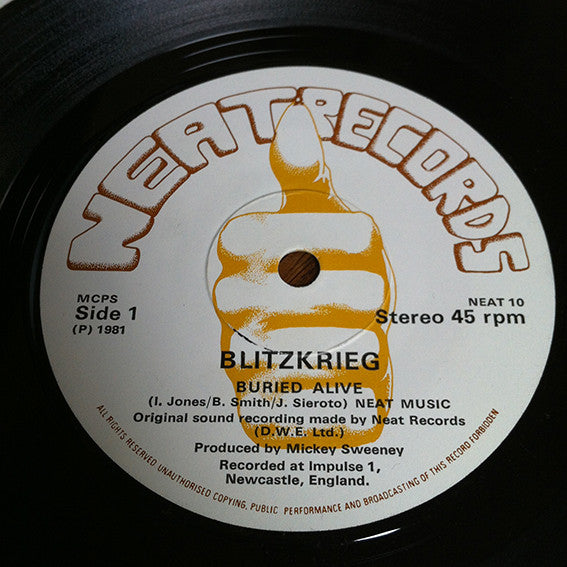 NEAT RECORDS
MCPS
Side 1
(P) 1981
NEAT 10
Stereo 45 rpm
BLITZKRIEG
BURIED ALIVE
(I. Jones/B. Smith/J. Sieroto) NEAT MUSIC
Original sound recording made by Neat Records
(D.W.E. Ltd.)
Produced by Mickey Sweeney
Recorded at Impulse 1,
Newcastle, England.
ALL RIGHTS RESERVED UNAUTHORISED COPYING, PUBLIC PERFORMANCE AND BROADCASTING OF THIS RECORD FORBIDDEN